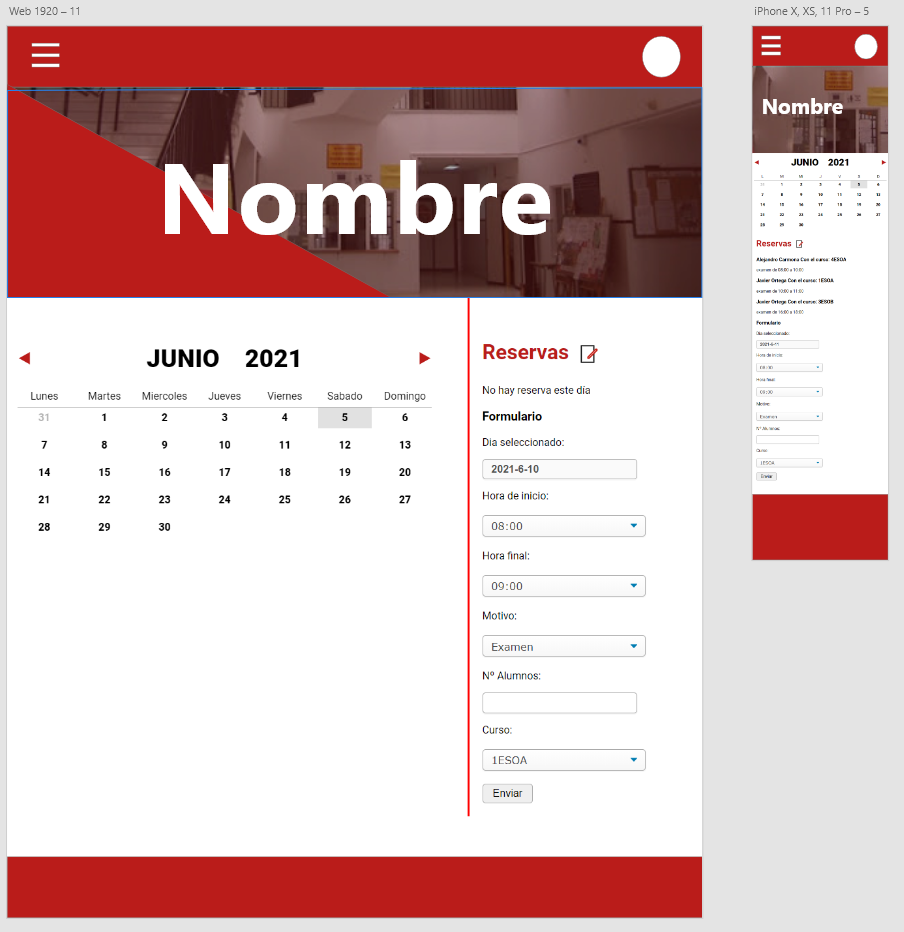 Web 1920 – 11
Nombre
JUNIO 2021
Lunes Martes Miercoles Jueves Viernes Sabado Domingo
31 1 2 3 4 5 6
7 8 9 10 11 12 13
14 15 16 17 18 19 20
21 22 23 24 25 26 27
28 29 30
Reservas
No hay reserva este día
Formulario
Dia seleccionado:
2021-6-10
Hora de inicio:
08:00
Hora final:
09:00
Motivo:
Examen
Nº Alumnos:
Curso:
1ESOA
Enviar
iPhone X, XS, 11 Pro – 5
Nombre
JUNIO 2021
L M Mi J V S D
31 1 2 3 4 5 6
7 8 9 10 11 12 13
14 15 16 17 18 19 20
21 22 23 24 25 26 27
28 29 30
Reservas
Alejandro Carmona Con el curso: 4ESOA
examen de 08:00 a 10:00
Javier Ortega Con el curso: 1ESOA
examen de 10:00 a 11:00
Javier Ortega Con el curso: 3ESOB
examen de 16:00 a 18:00
Formulario
Dia seleccionado:
2021-6-11
Hora de inicio:
08:00
Hora final:
09:00
Motivo:
Examen
Nº Alumnos:
Curso:
1ESOA
Enviar